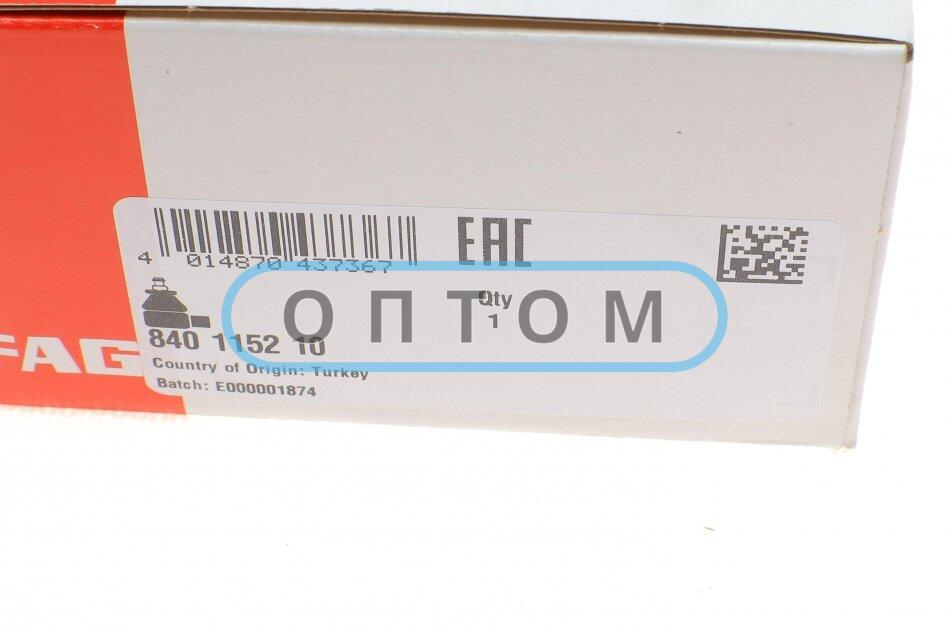 4 014870 437367
EAC
Qty
1
ОПТОМ
840 1152 10
Country of Origin: Turkey
Batch: E000001874
FAG